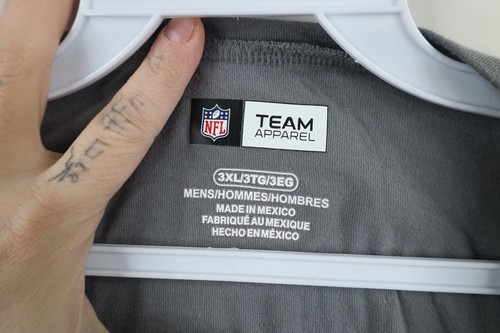 NFL
TEAM
APPAREL
3XL/3TG/3EG
MENS/HOMMES/HOMBRES
MADE IN MEXICO
FABRIQUÉ AU MEXIQUE
HECHO EN MÉXICO